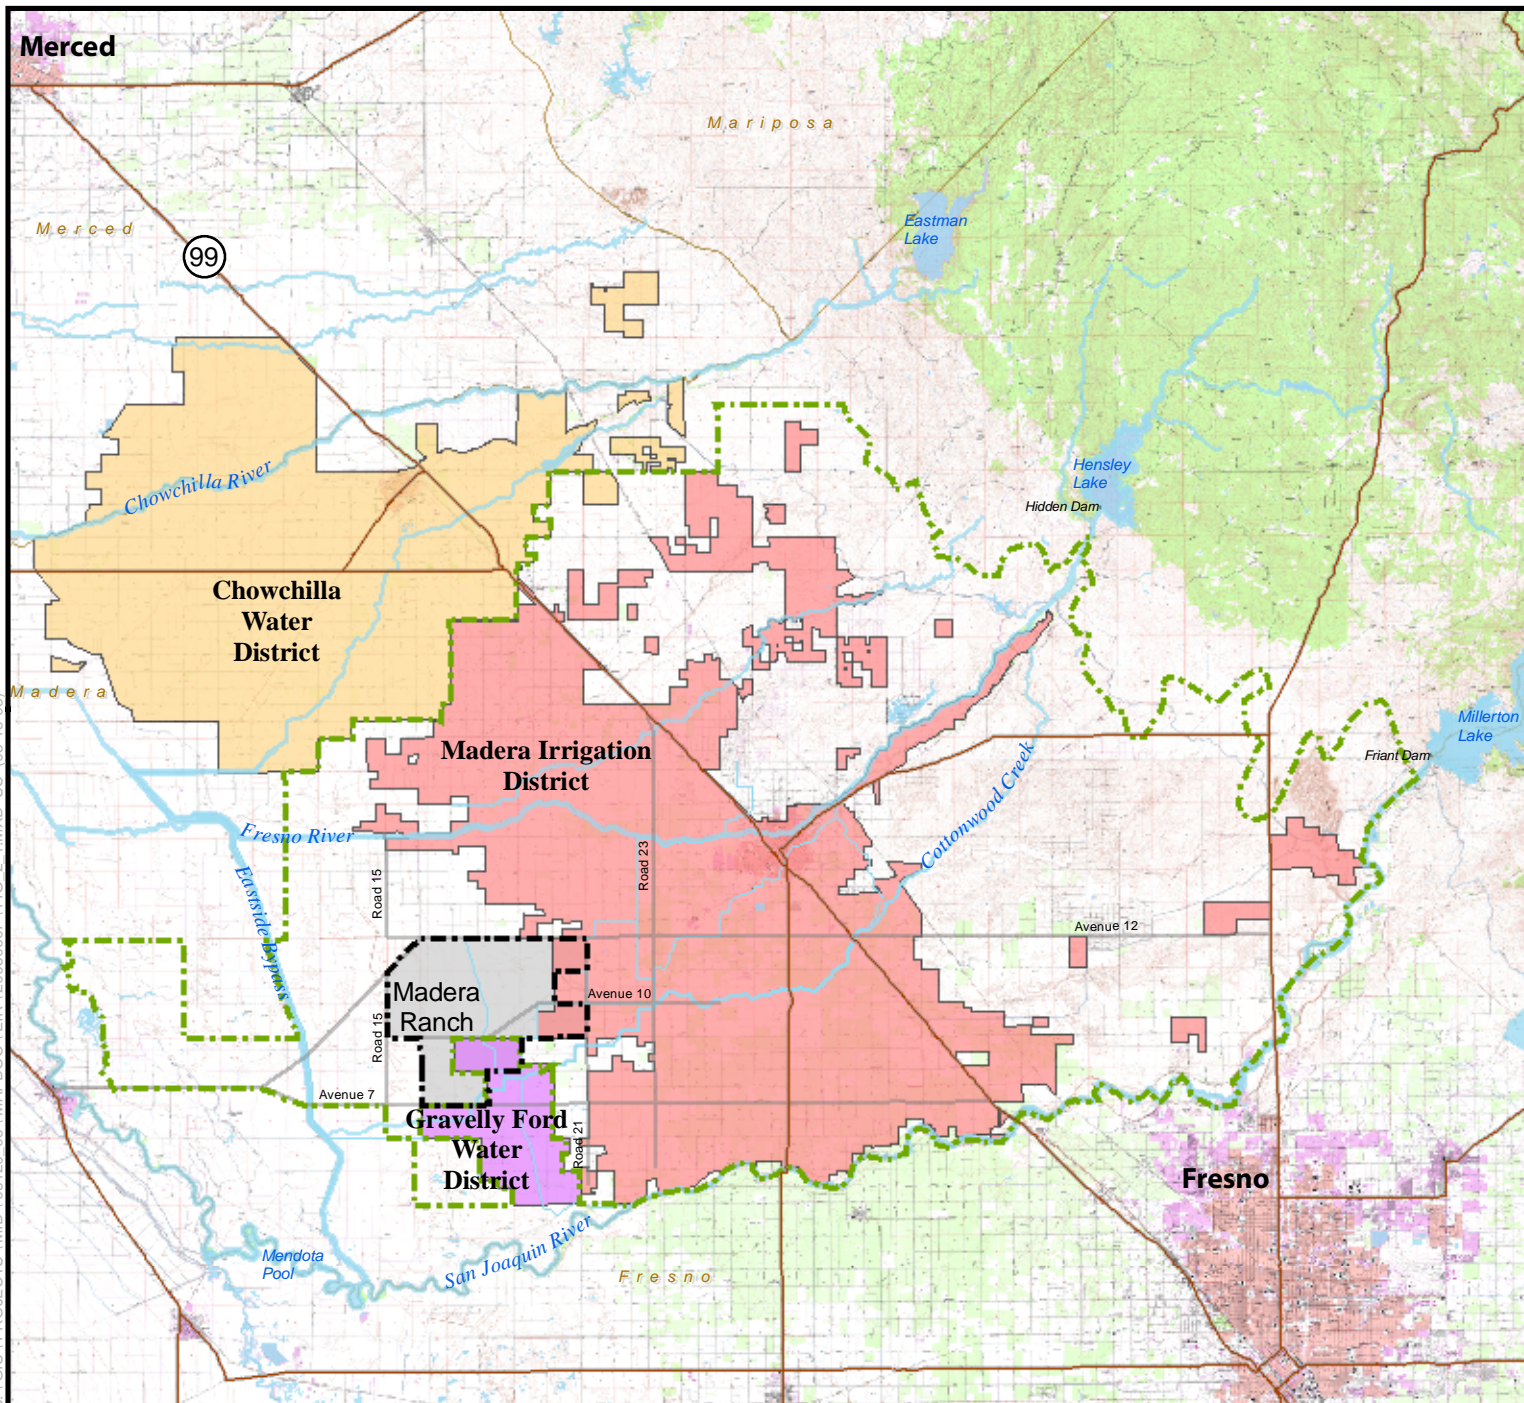 Merced
Mariposa
Merced
99
Eastman
Lake
Chowchilla River
Hensley
Lake
Hidden Dam
Chowchilla
Water
District
Madera
Millerton
Lake
Friant Dam
Madera Irrigation
District
Cottonwood Creek
Fresno River
Road 23
Road 15
Eastside Bypass
Avenue 12
Madera
Ranch
Avenue 10
Road 15
Avenue 7
Gravelly Ford
Water
District
Road 21
Fresno
San Joaquin River
Mendota
Pool
Fresno